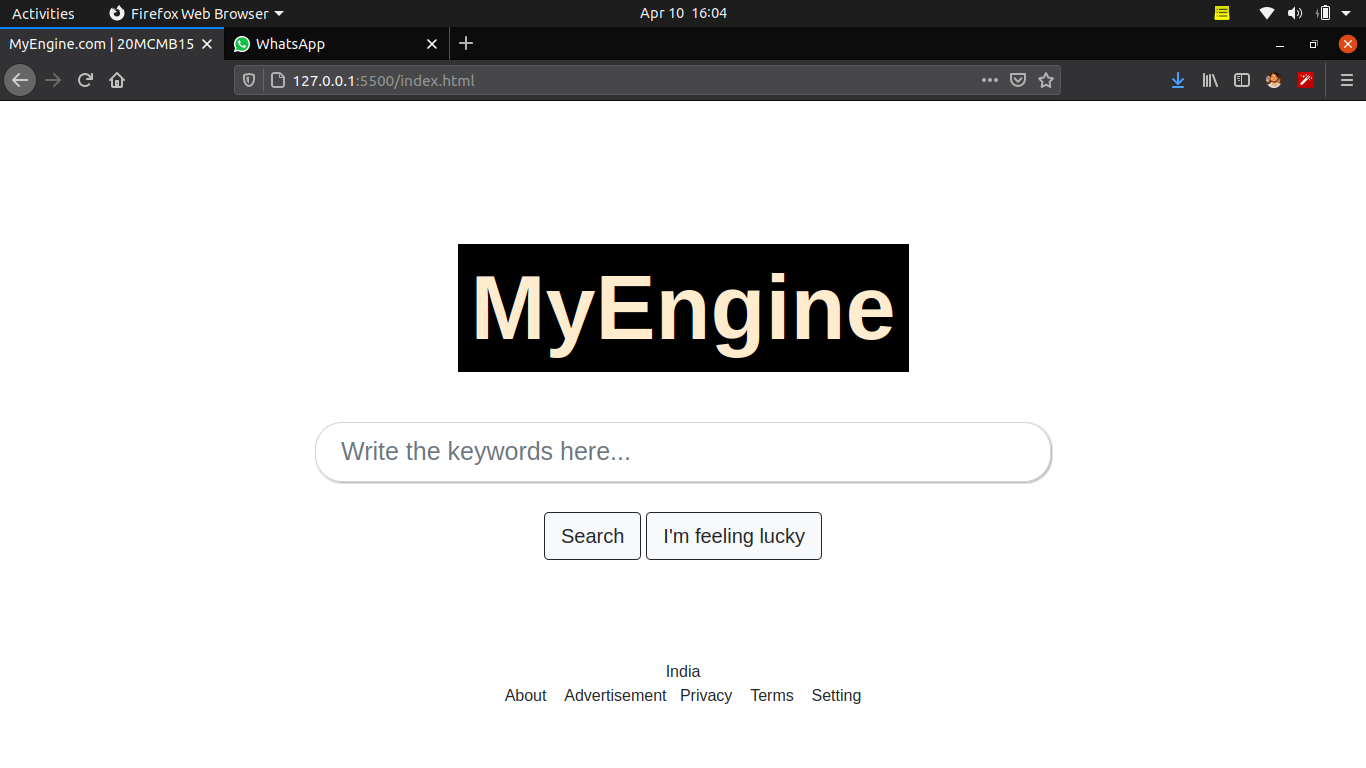 Activities Firefox Web Browser Apr 10 16:04
MyEngine.com | 20MCMB15 WhatsApp
127.0.0.1:5500/index.html
MyEngine
Write the keywords here...
Search I'm feeling lucky
India
About Advertisement Privacy Terms Setting